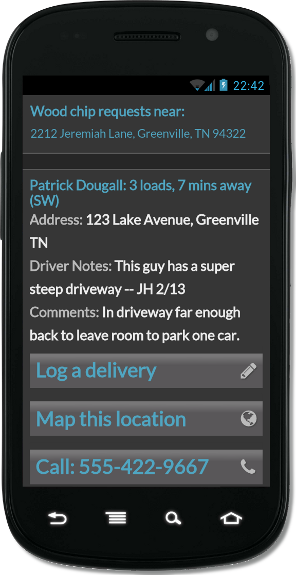 22:42
Wood chip requests near:
2212 Jeremiah Lane, Greenville, TN 94322
Patrick Dougall: 3 loads, 7 mins away
(SW)
Address: 123 Lake Avenue, Greenville
TN
Driver Notes: This guy has a super
steep driveway -- JH 2/13
Comments: In driveway far enough
back to leave room to park one car.
Log a delivery
Map this location
Call: 555-422-9667